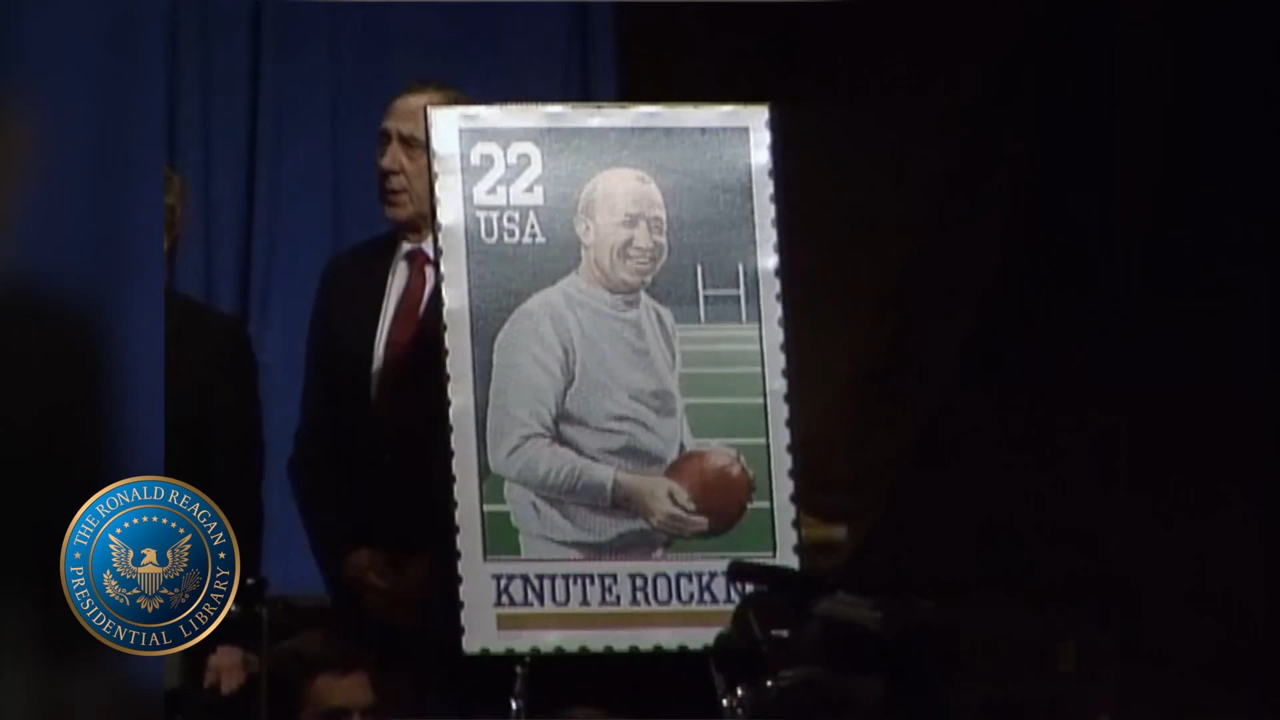 22
USA
KNUTE ROCKN
THE RONALD REAGAN
PRESIDENTIAL LIBRARY